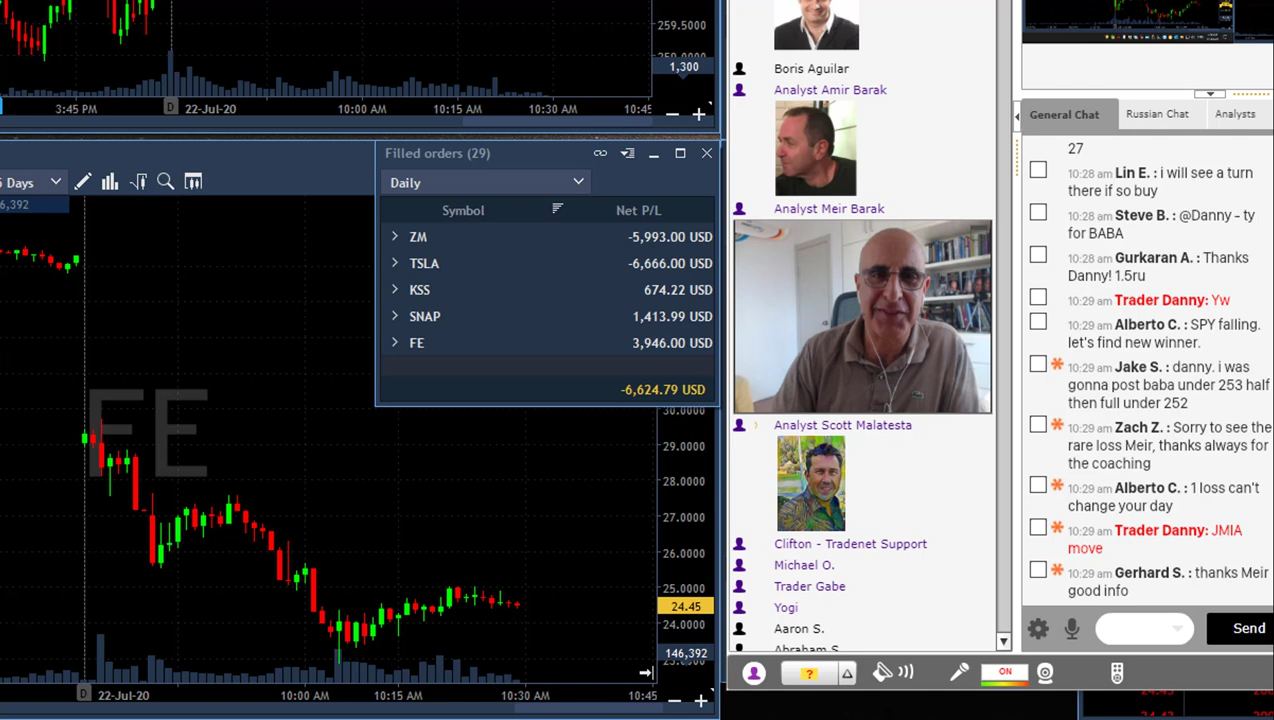 259.5000
1,300
3:45 PM
D
22-Jul-20
10:00 AM
10:15 AM
10:30 AM
10:45
Filled orders (29)
Daily
Symbol
Net P/L
ZM
-5,993.00 USD
TSLA
-6,666.00 USD
KSS
674.22 USD
SNAP
1,413.99 USD
FE
3,946.00 USD
-6,624.79 USD
5 Days
6,392
FE
30.0000
29.0000
28.0000
27.0000
26.0000
25.0000
24.45
24.0000
146,392
D
22-Jul-20
10:00 AM
10:15 AM
10:30 AM
10:45
Boris Aguilar
Analyst Amir Barak
Analyst Meir Barak
Analyst Scott Malatesta
Clifton - Tradenet Support
Michael O.
Trader Gabe
Yogi
Aaron S.
Abraham S.
?
ON
General Chat
Russian Chat
Analysts
27
10:28 am Lin E. : i will see a turn
there if so buy
10:28 am Steve B. : @Danny - ty
for BABA
10:28 am Gurkaran A. : Thanks
Danny! 1.5ru
10:29 am Trader Danny: Yw
10:29 am Alberto C. : SPY falling.
let's find new winner.
10:29 am Jake S. : danny. i was
gonna post baba under 253 half
then full under 252
10:29 am Zach Z. : Sorry to see the
rare loss Meir, thanks always for
the coaching
10:29 am Alberto C. : 1 loss can't
change your day
10:29 am Trader Danny: JMIA
move
10:29 am Gerhard S. : thanks Meir
good info
Send